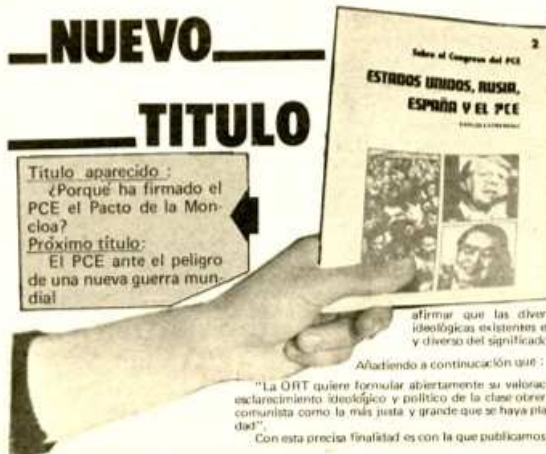 NUEVO
TITULO
Título aparecido :
¿Porqué ha firmado el
PCE el Pacto de la Mon-
cloa?
Próximo título:
El PCE ante el peligro
de una nueva guerra mun-
dial
2
Sobre el Congreso del PCE
ESTADOS UNIDOS, RUSIA,
ESPAÑA Y EL PCE
afirmar que las diver
ideológicas existentes e
y diverso del significado
Añadiendo a continuación que :
"La ORT quiere formular abiertamente su valorac
esclarecimiento ideológico y político de la clase obrer
comunista como la más justa y grande que se haya pla
dad".
Con esta precisa finalidad es con la que publicamos